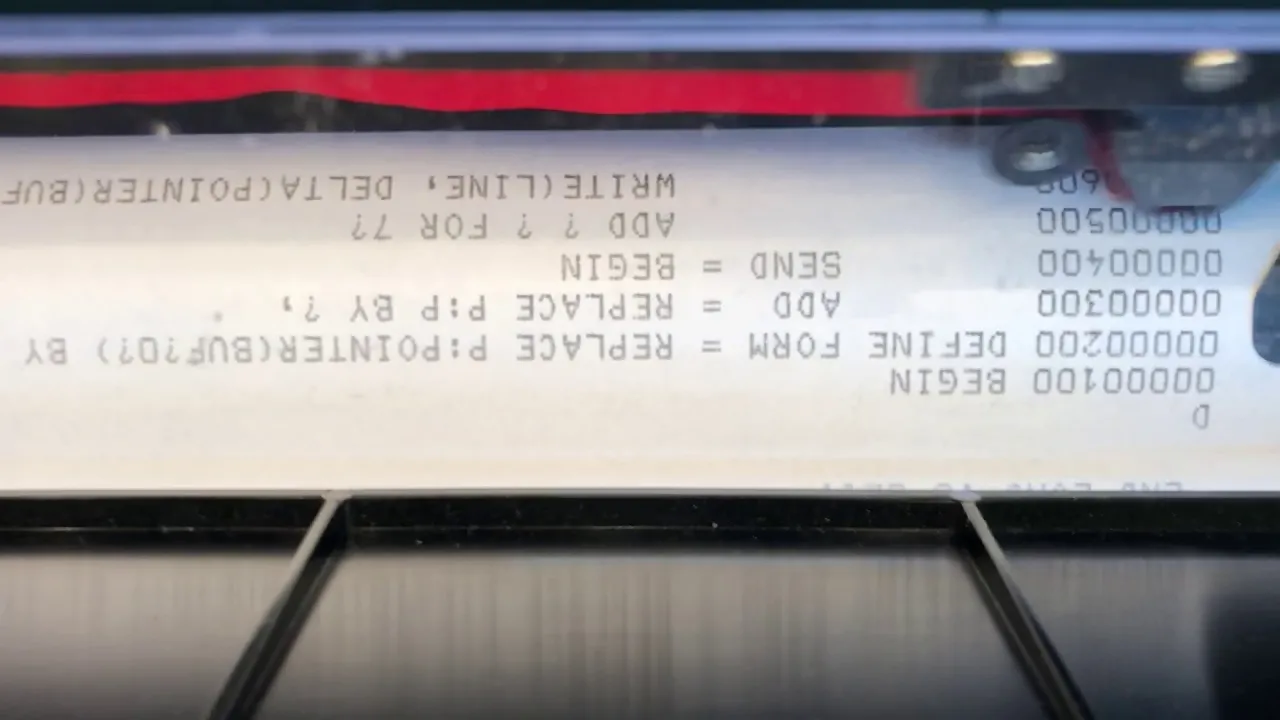 D
00000100 BEGIN
00000200 DEFINE FORM = REPLACE P:POINTER(BUF?0?) BY
00000300 ADD = REPLACE P:P BY ?,
00000400 SEND = BEGIN
00000500 ADD ? ? FOR 7?
WRITE(LINE, DELTA(POINTER(BUF